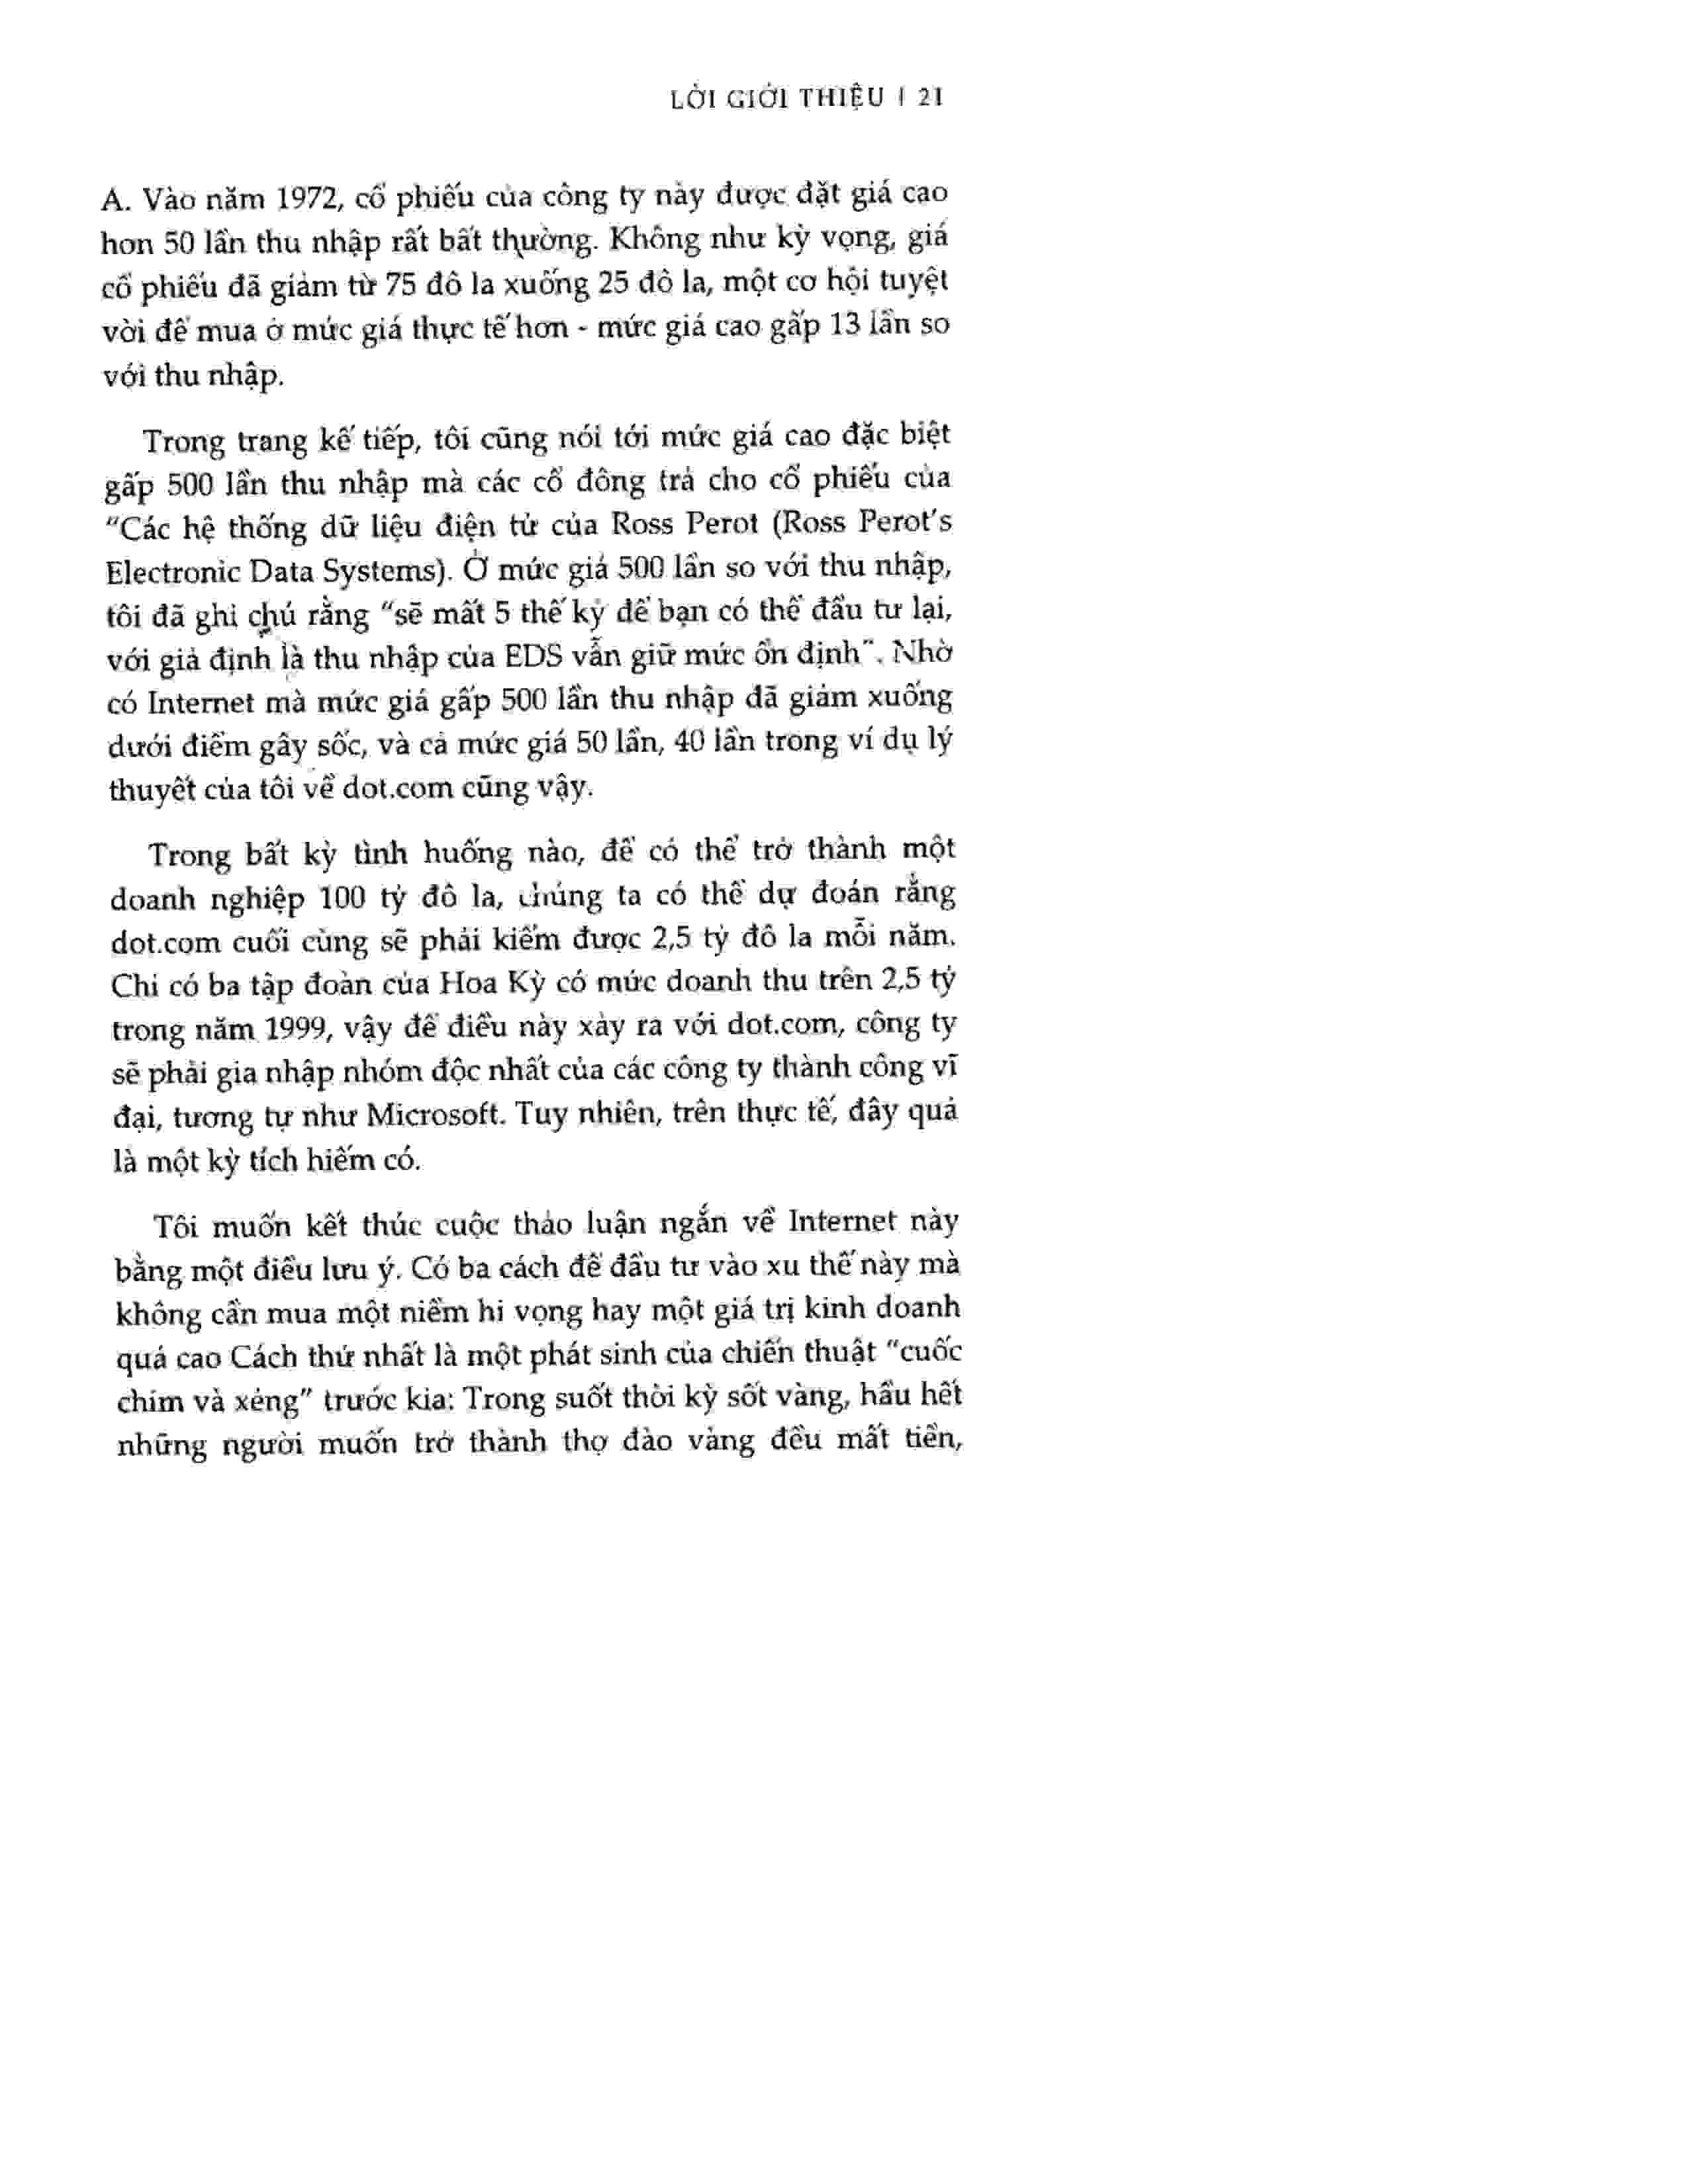 LỜI GIỚI THIỆU | 21
A. Vào năm 1972, cổ phiếu của công ty này được đặt giá cao
hơn 50 lần thu nhập rất bất thường. Không như kỳ vọng, giá
cổ phiếu đã giảm từ 75 đô la xuống 25 đô la, một cơ hội tuyệt
vời để mua ở mức giá thực tế hơn - mức giá cao gấp 13 lần so
với thu nhập.
Trong trang kế tiếp, tôi cũng nói tới mức giá cao đặc biệt
gấp 500 lần thu nhập mà các cổ đông trả cho cổ phiếu của
“Các hệ thống dữ liệu điện tử của Ross Perot (Ross Perot's
Electronic Data Systems). Ở mức giá 500 lần so với thu nhập,
tôi đã ghi chú rằng “sẽ mất 5 thế kỷ để bạn có thể đầu tư lại,
với giả định là thu nhập của EDS vẫn giữ mức ổn định”. Nhờ
có Internet mà mức giá gấp 500 lần thu nhập đã giảm xuống
dưới điểm gây sốc, và cả mức giá 50 lần, 40 lần trong ví dụ lý
thuyết của tôi về dot.com cũng vậy.
Trong bất kỳ tình huống nào, để có thể trở thành một
doanh nghiệp 100 tỷ đô la, chúng ta có thể dự đoán rằng
dot.com cuối cùng sẽ phải kiếm được 2,5 tỷ đô la mỗi năm.
Chỉ có ba tập đoàn của Hoa Kỳ có mức doanh thu trên 2,5 tỷ
trong năm 1999, vậy để điều này xảy ra với dot.com, công ty
sẽ phải gia nhập nhóm độc nhất của các công ty thành công vĩ
đại, tương tự như Microsoft. Tuy nhiên, trên thực tế, đây quả
là một kỳ tích hiếm có.
Tôi muốn kết thúc cuộc thảo luận ngắn về Internet này
bằng một điều lưu ý. Có ba cách để đầu tư vào xu thế này mà
không cần mua một niềm hi vọng hay một giá trị kinh doanh
quá cao Cách thứ nhất là một phát sinh của chiến thuật “cuốc
chim và xẻng” trước kia: Trong suốt thời kỳ sốt vàng, hầu hết
những người muốn trở thành thợ đào vàng đều mất tiền,